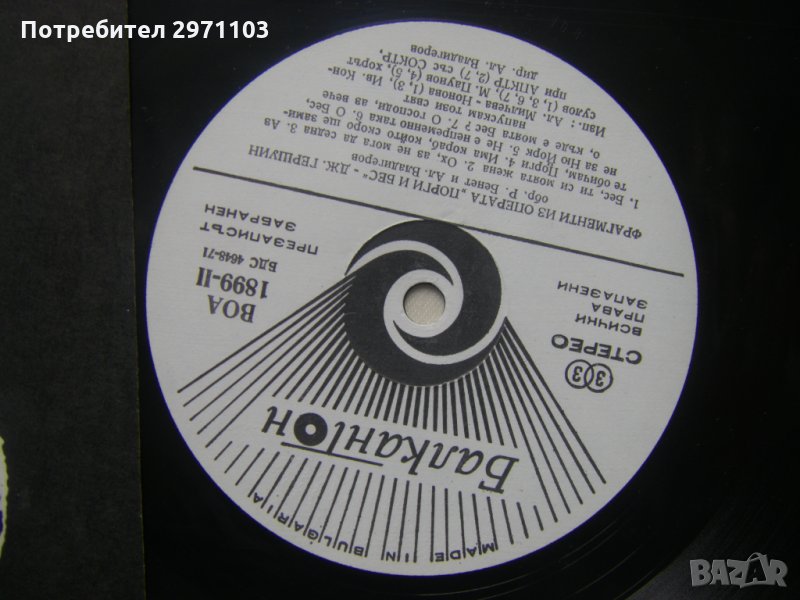 Потребител 2971103
MADE IN BULGARIA
Балкантон
33
СТЕРЕО
ВСИЧКИ
ПРАВА
ЗАПАЗЕНИ
ВОА
1899-II
БДС 4648-71
ПРЕЗАПИСЪТ
ЗАБРАНЕН
ФРАГМЕНТИ ИЗ ОПЕРАТА „ПОРГИ И БЕС" - ДЖ. ГЕРШУИН
обр. Р. Бенет и Ал. Владигеров
1. Бес, ти си моята жена 2. Ох, аз не мога да седна 3. Аз
те обичам, Порги 4. Има кораб, който скоро ще зами-
не за Ню Йорк 5. Не е непременно така 6. О Бес,
о, къде е моята Бес? 7. О господи, аз вече
напускам този свят
Изп.: Ал. Милчева - Нонова (1, 3), Ив. Кон-
сулов (1, 3, 6, 7), М. Паунов (4, 5) хорът
при АПКТР (2, 7) със СОКТР,
дир. Ал. Владигеров
BAZAR